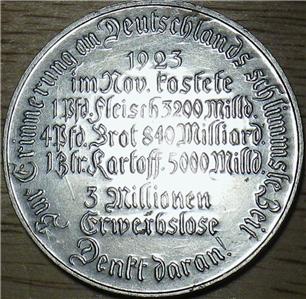 Zur Erinnerung an Deutschlands schlimmste Zeit
1923
im Nov. kostete
1 Pfd. Fleisch 3200 Milld.
4 Pfd. Brot 840 Milliard.
1 Ztr. Kartoff. 5000 Milld.
3 Millionen
Erwerbslose
Denkt daran!